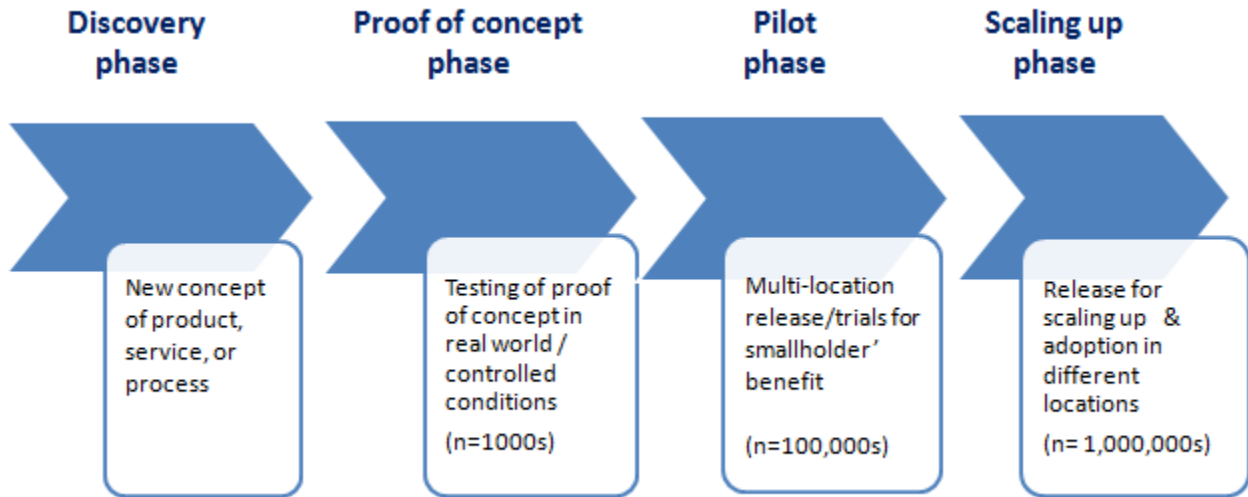 Discovery
phase
Proof of concept
phase
Pilot
phase
Scaling up
phase
New concept
of product,
service, or
process
Testing of proof
of concept in
real world /
controlled
conditions
(n=1000s)
Multi-location
release/trials for
smallholder’
benefit
(n=100,000s)
Release for
scaling up &
adoption in
different
locations
(n= 1,000,000s)